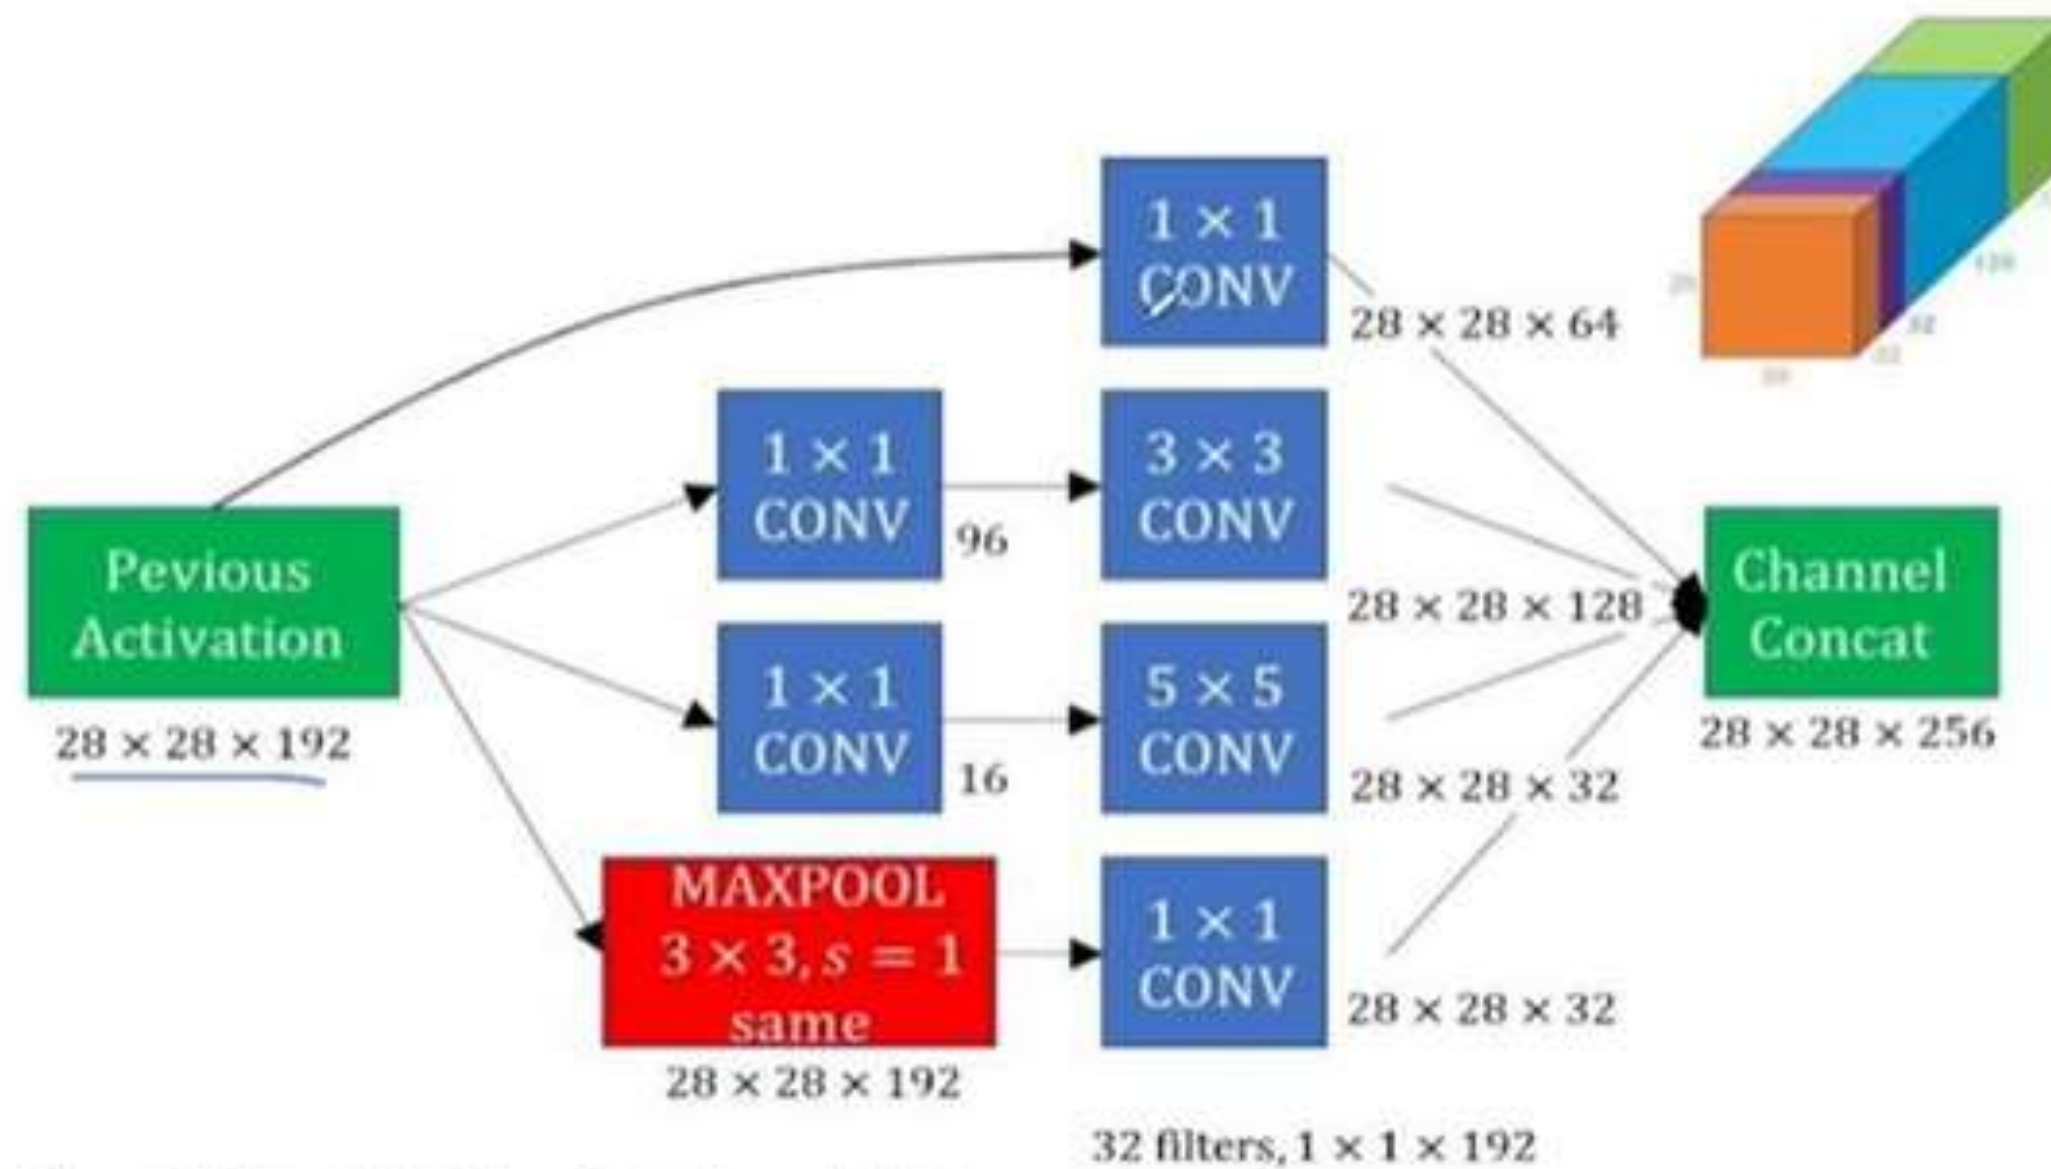 1 × 1
CONV
28 × 28 × 64
1 × 1
CONV
96
3 × 3
CONV
28 × 28 × 128
Pevious
Activation
28 × 28 × 192
1 × 1
CONV
16
5 × 5
CONV
28 × 28 × 32
Channel
Concat
28 × 28 × 256
MAXPOOL
3 × 3, s = 1
same
28 × 28 × 192
1 × 1
CONV
28 × 28 × 32
32 filters, 1 × 1 × 192